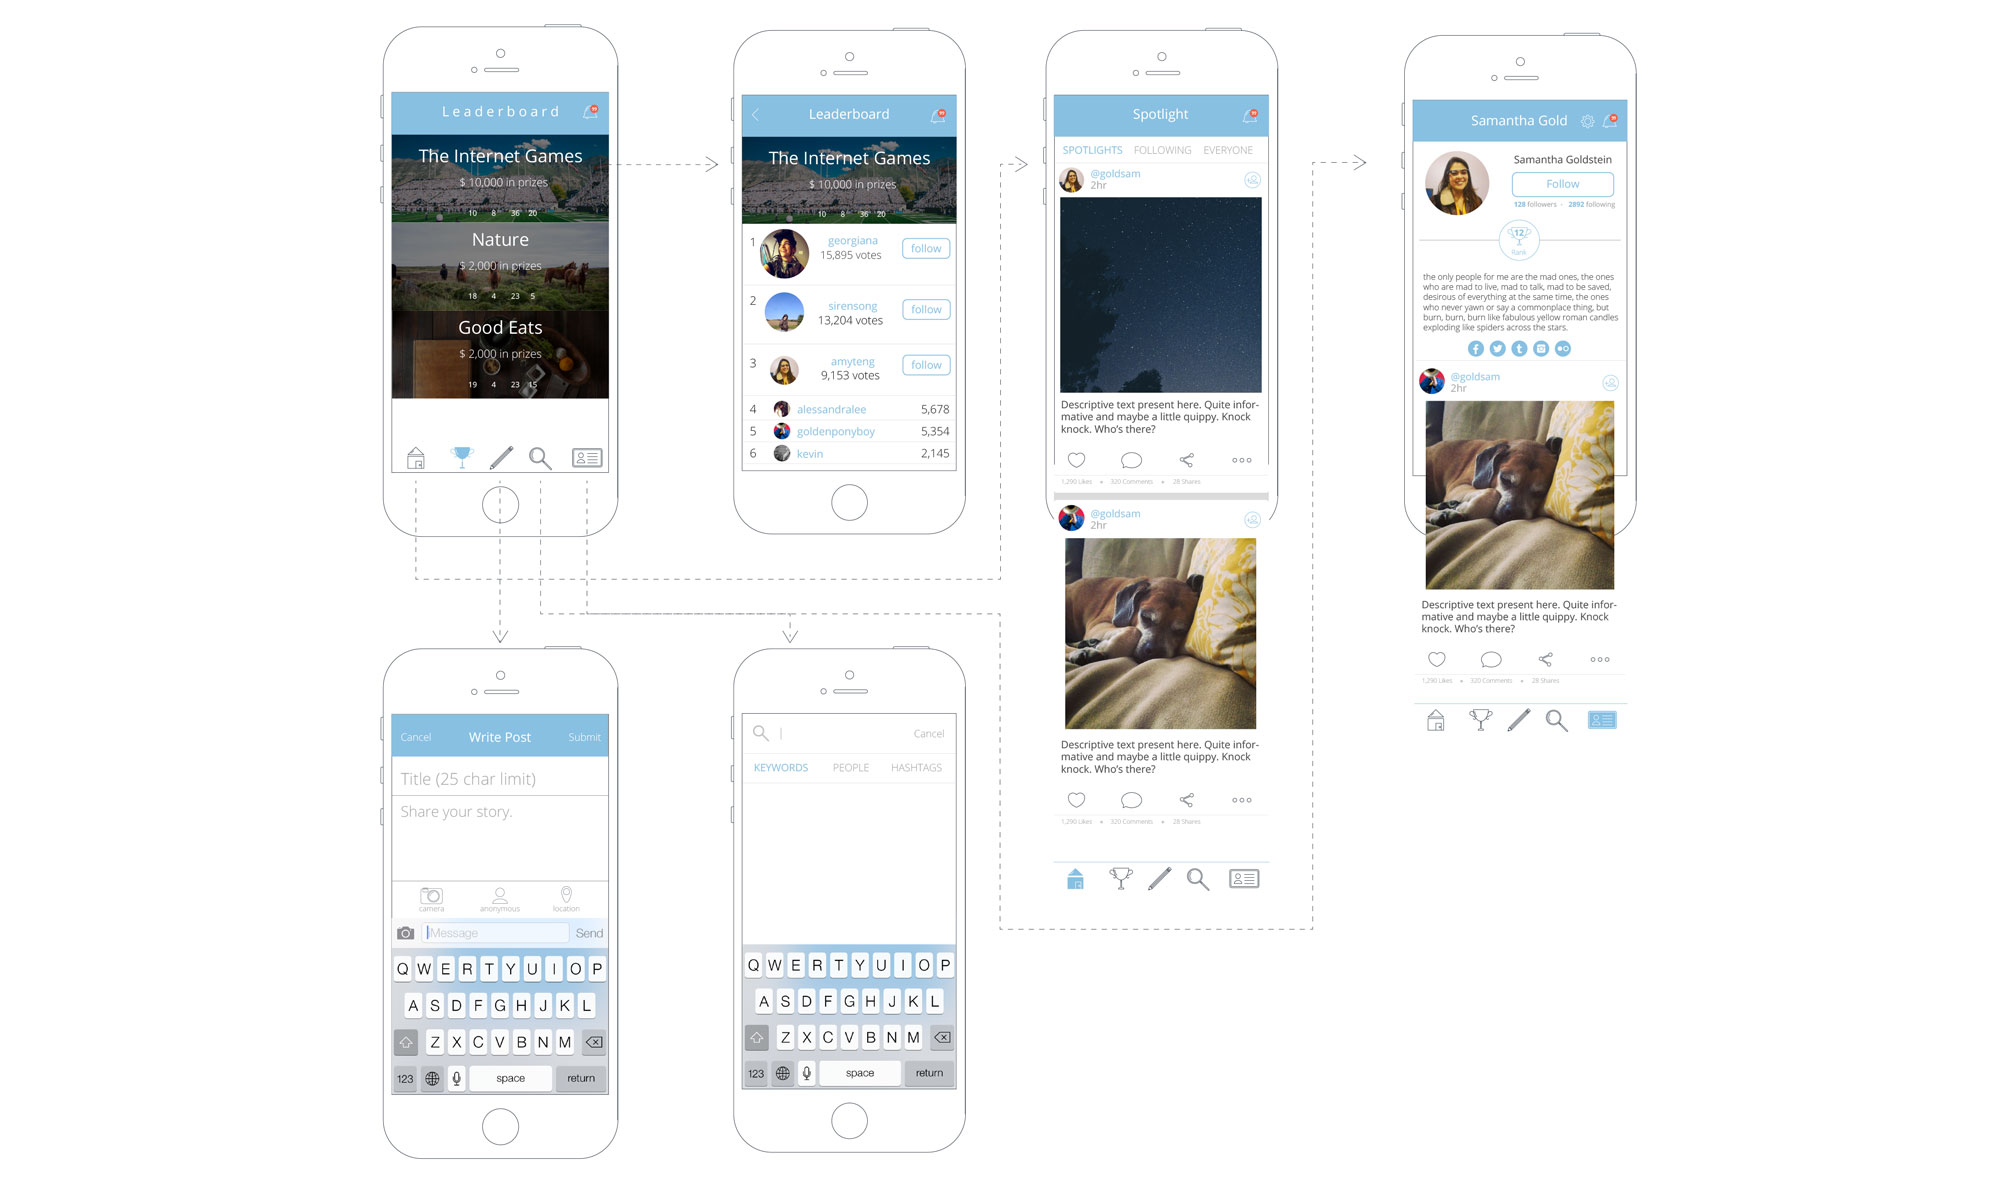 Leaderboard
99
The Internet Games
$ 10,000 in prizes
10 8 36 20
Nature
$ 2,000 in prizes
18 4 23 5
Good Eats
$ 2,000 in prizes
19 4 23 15
Leaderboard
99
The Internet Games
$ 10,000 in prizes
10 8 36 20
1 georgiana
15,895 votes
follow
2 sirensong
13,204 votes
follow
3 amyteng
9,153 votes
follow
4 alessandralee 5,678
5 goldenponyboy 5,354
6 kevin 2,145
Spotlight
99
SPOTLIGHTS FOLLOWING EVERYONE
@goldsam
2hr
Descriptive text present here. Quite infor-
mative and maybe a little quippy. Knock
knock. Who's there?
1,290 Likes • 320 Comments • 28 Shares
@goldsam
2hr
Descriptive text present here. Quite infor-
mative and maybe a little quippy. Knock
knock. Who's there?
1,290 Likes • 320 Comments • 28 Shares
Samantha Gold
99
Samantha Goldstein
Follow
128 followers - 2892 following
12
Rank
the only people for me are the mad ones, the ones
who are mad to live, mad to talk, mad to be saved,
desirous of everything at the same time, the ones
who never yawn or say a commonplace thing, but
burn, burn, burn like fabulous yellow roman candles
exploding like spiders across the stars.
@goldsam
2hr
Descriptive text present here. Quite infor-
mative and maybe a little quippy. Knock
knock. Who's there?
1,290 Likes • 320 Comments • 28 Shares
Cancel Write Post Submit
Title (25 char limit)
Share your story.
camera anonymous location
iMessage Send
Q W E R T Y U I O P
A S D F G H J K L
Z X C V B N M
123 space return
Cancel
KEYWORDS PEOPLE HASHTAGS
Q W E R T Y U I O P
A S D F G H J K L
Z X C V B N M
123 space return